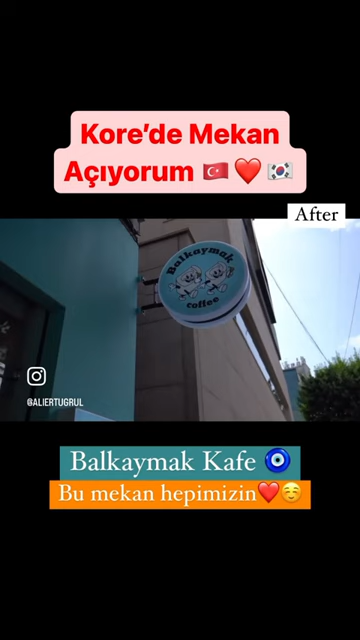 Kore’de Mekan
Açıyorum 🇹🇷❤️🇰🇷
After
Balkaymak
coffee
@ALIERTUGRUL
Balkaymak Kafe 🧿
Bu mekan hepimizin❤️☺️